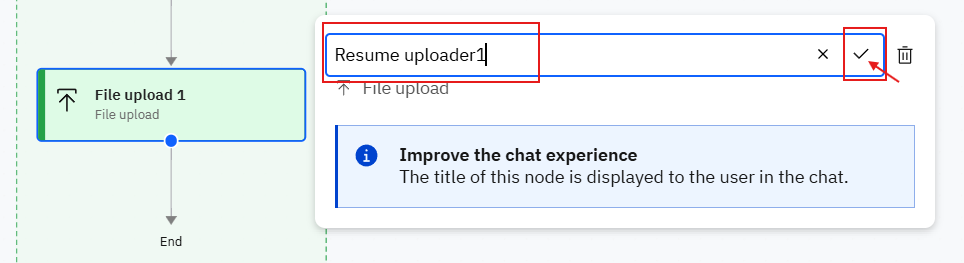 File upload 1
File upload
End
Resume uploader1
File upload
Improve the chat experience
The title of this node is displayed to the user in the chat.